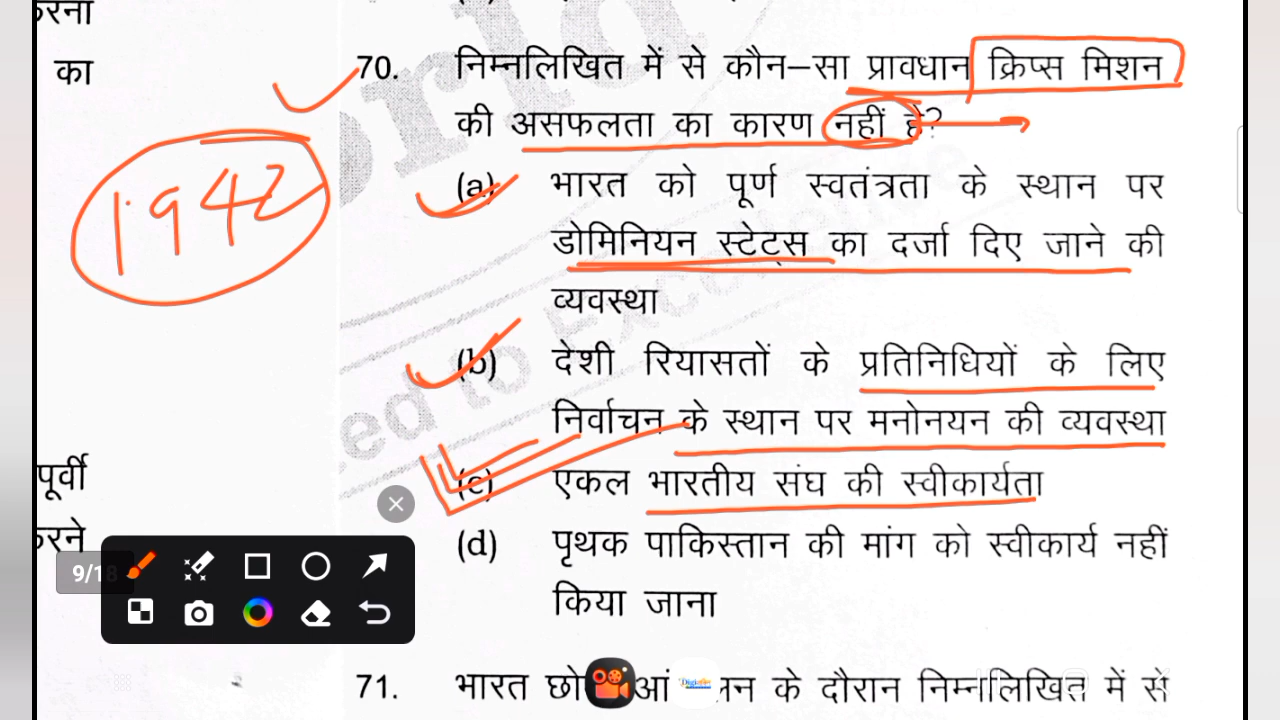 करना
का
1942
70. निम्नलिखित में से कौन–सा प्रावधान क्रिप्स मिशन
की असफलता का कारण नहीं है?
(a) भारत को पूर्ण स्वतंत्रता के स्थान पर
डोमिनियन स्टेट्स का दर्जा दिए जाने की
व्यवस्था
(b) देशी रियासतों के प्रतिनिधियों के लिए
निर्वाचन के स्थान पर मनोनयन की व्यवस्था
(c) एकल भारतीय संघ की स्वीकार्यता
पूर्वी
करने
(d) पृथक पाकिस्तान की मांग को स्वीकार्य नहीं
किया जाना
9/18
71. भारत छो आं लन के दौरान निम्नलिखित में से